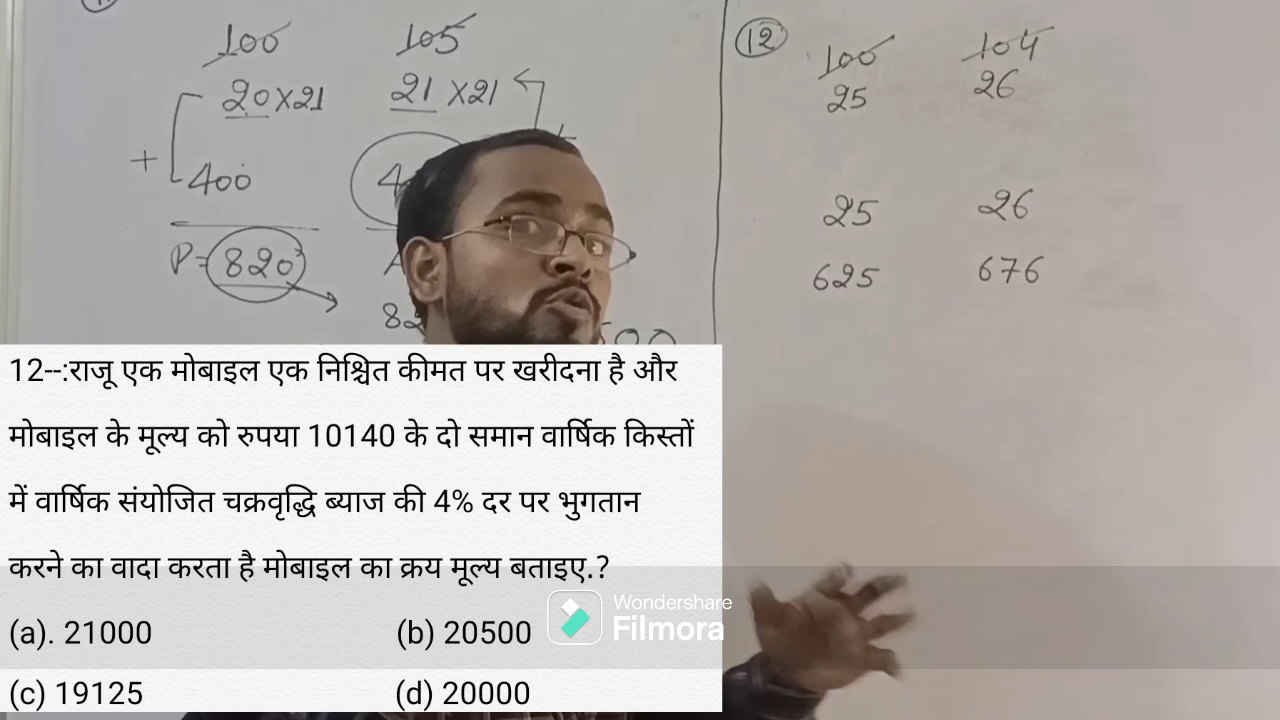 100 105
20 X 21 21 X 21
+ 400
P = 820
100 104
25 26
25 26
625 676
(12)
12--:राजू एक मोबाइल एक निश्चित कीमत पर खरीदना है और
मोबाइल के मूल्य को रुपया 10140 के दो समान वार्षिक किस्तों
में वार्षिक संयोजित चक्रवृद्धि ब्याज की 4% दर पर भुगतान
करने का वादा करता है मोबाइल का क्रय मूल्य बताइए.?
(a). 21000 (b) 20500
(c) 19125 (d) 20000
Wondershare
Filmora